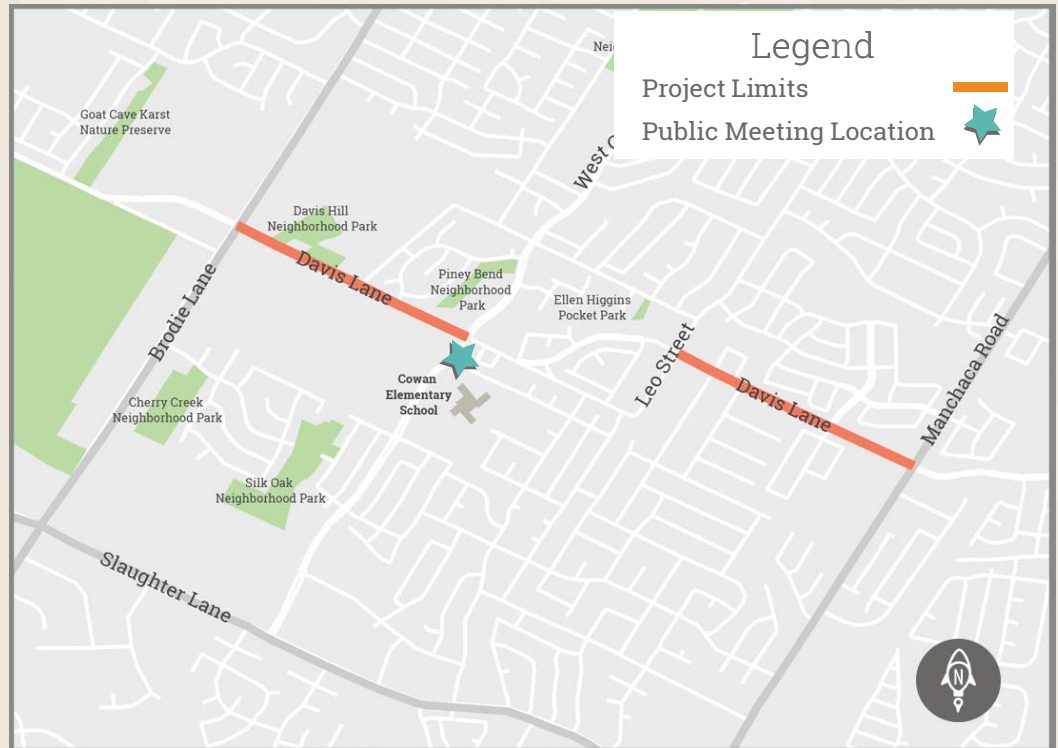 Legend
Project Limits
Public Meeting Location
Goat Cave Karst
Nature Preserve
West
Davis Hill
Neighborhood Park
Davis Lane
Piney Bend
Neighborhood
Park
Ellen Higgins
Pocket Park
Brodie Lane
Leo Street
Manchaca Road
Davis Lane
Cowan
Elementary
School
Cherry Creek
Neighborhood Park
Silk Oak
Neighborhood Park
Slaughter Lane
N